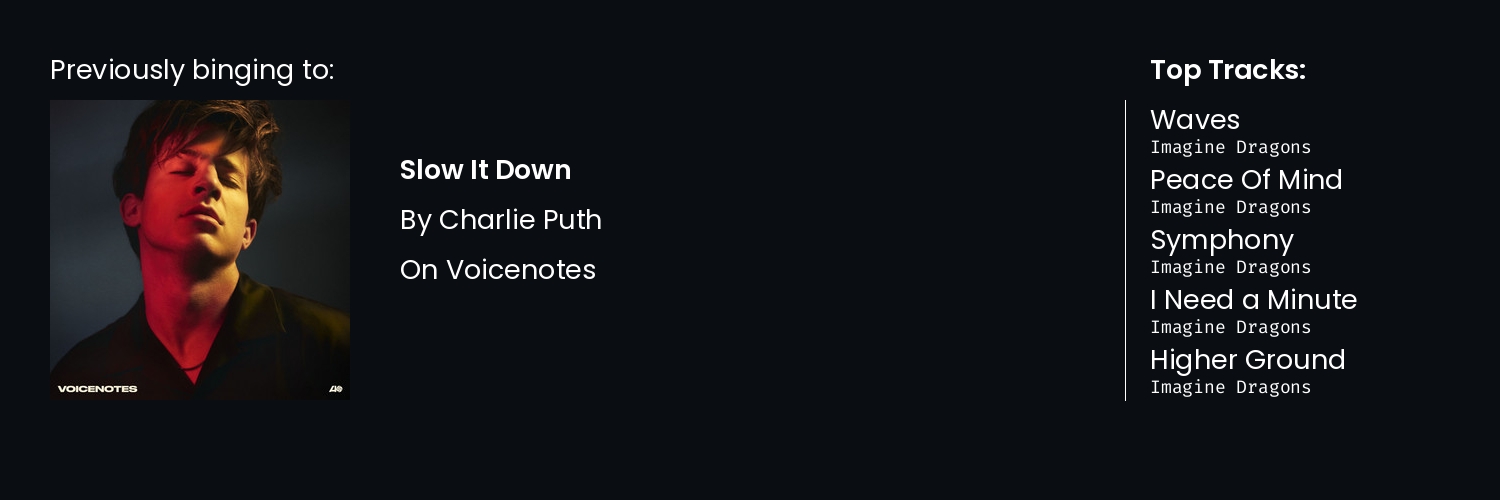 Previously binging to:
VOICENOTES
Slow It Down
By Charlie Puth
On Voicenotes
Top Tracks:
Waves
Imagine Dragons
Peace Of Mind
Imagine Dragons
Symphony
Imagine Dragons
I Need a Minute
Imagine Dragons
Higher Ground
Imagine Dragons